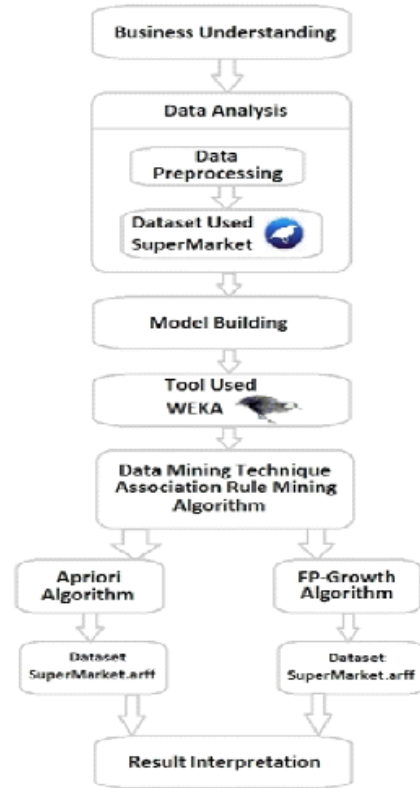 Business Understanding
Data Analysis
Data
Preprocessing
Dataset Used
SuperMarket
Model Building
Tool Used
WEKA
Data Mining Technique
Association Rule Mining
Algorithm
Apriori
Algorithm
FP-Growth
Algorithm
Dataset
SuperMarket.arff
Dataset
SuperMarket.arff
Result Interpretation